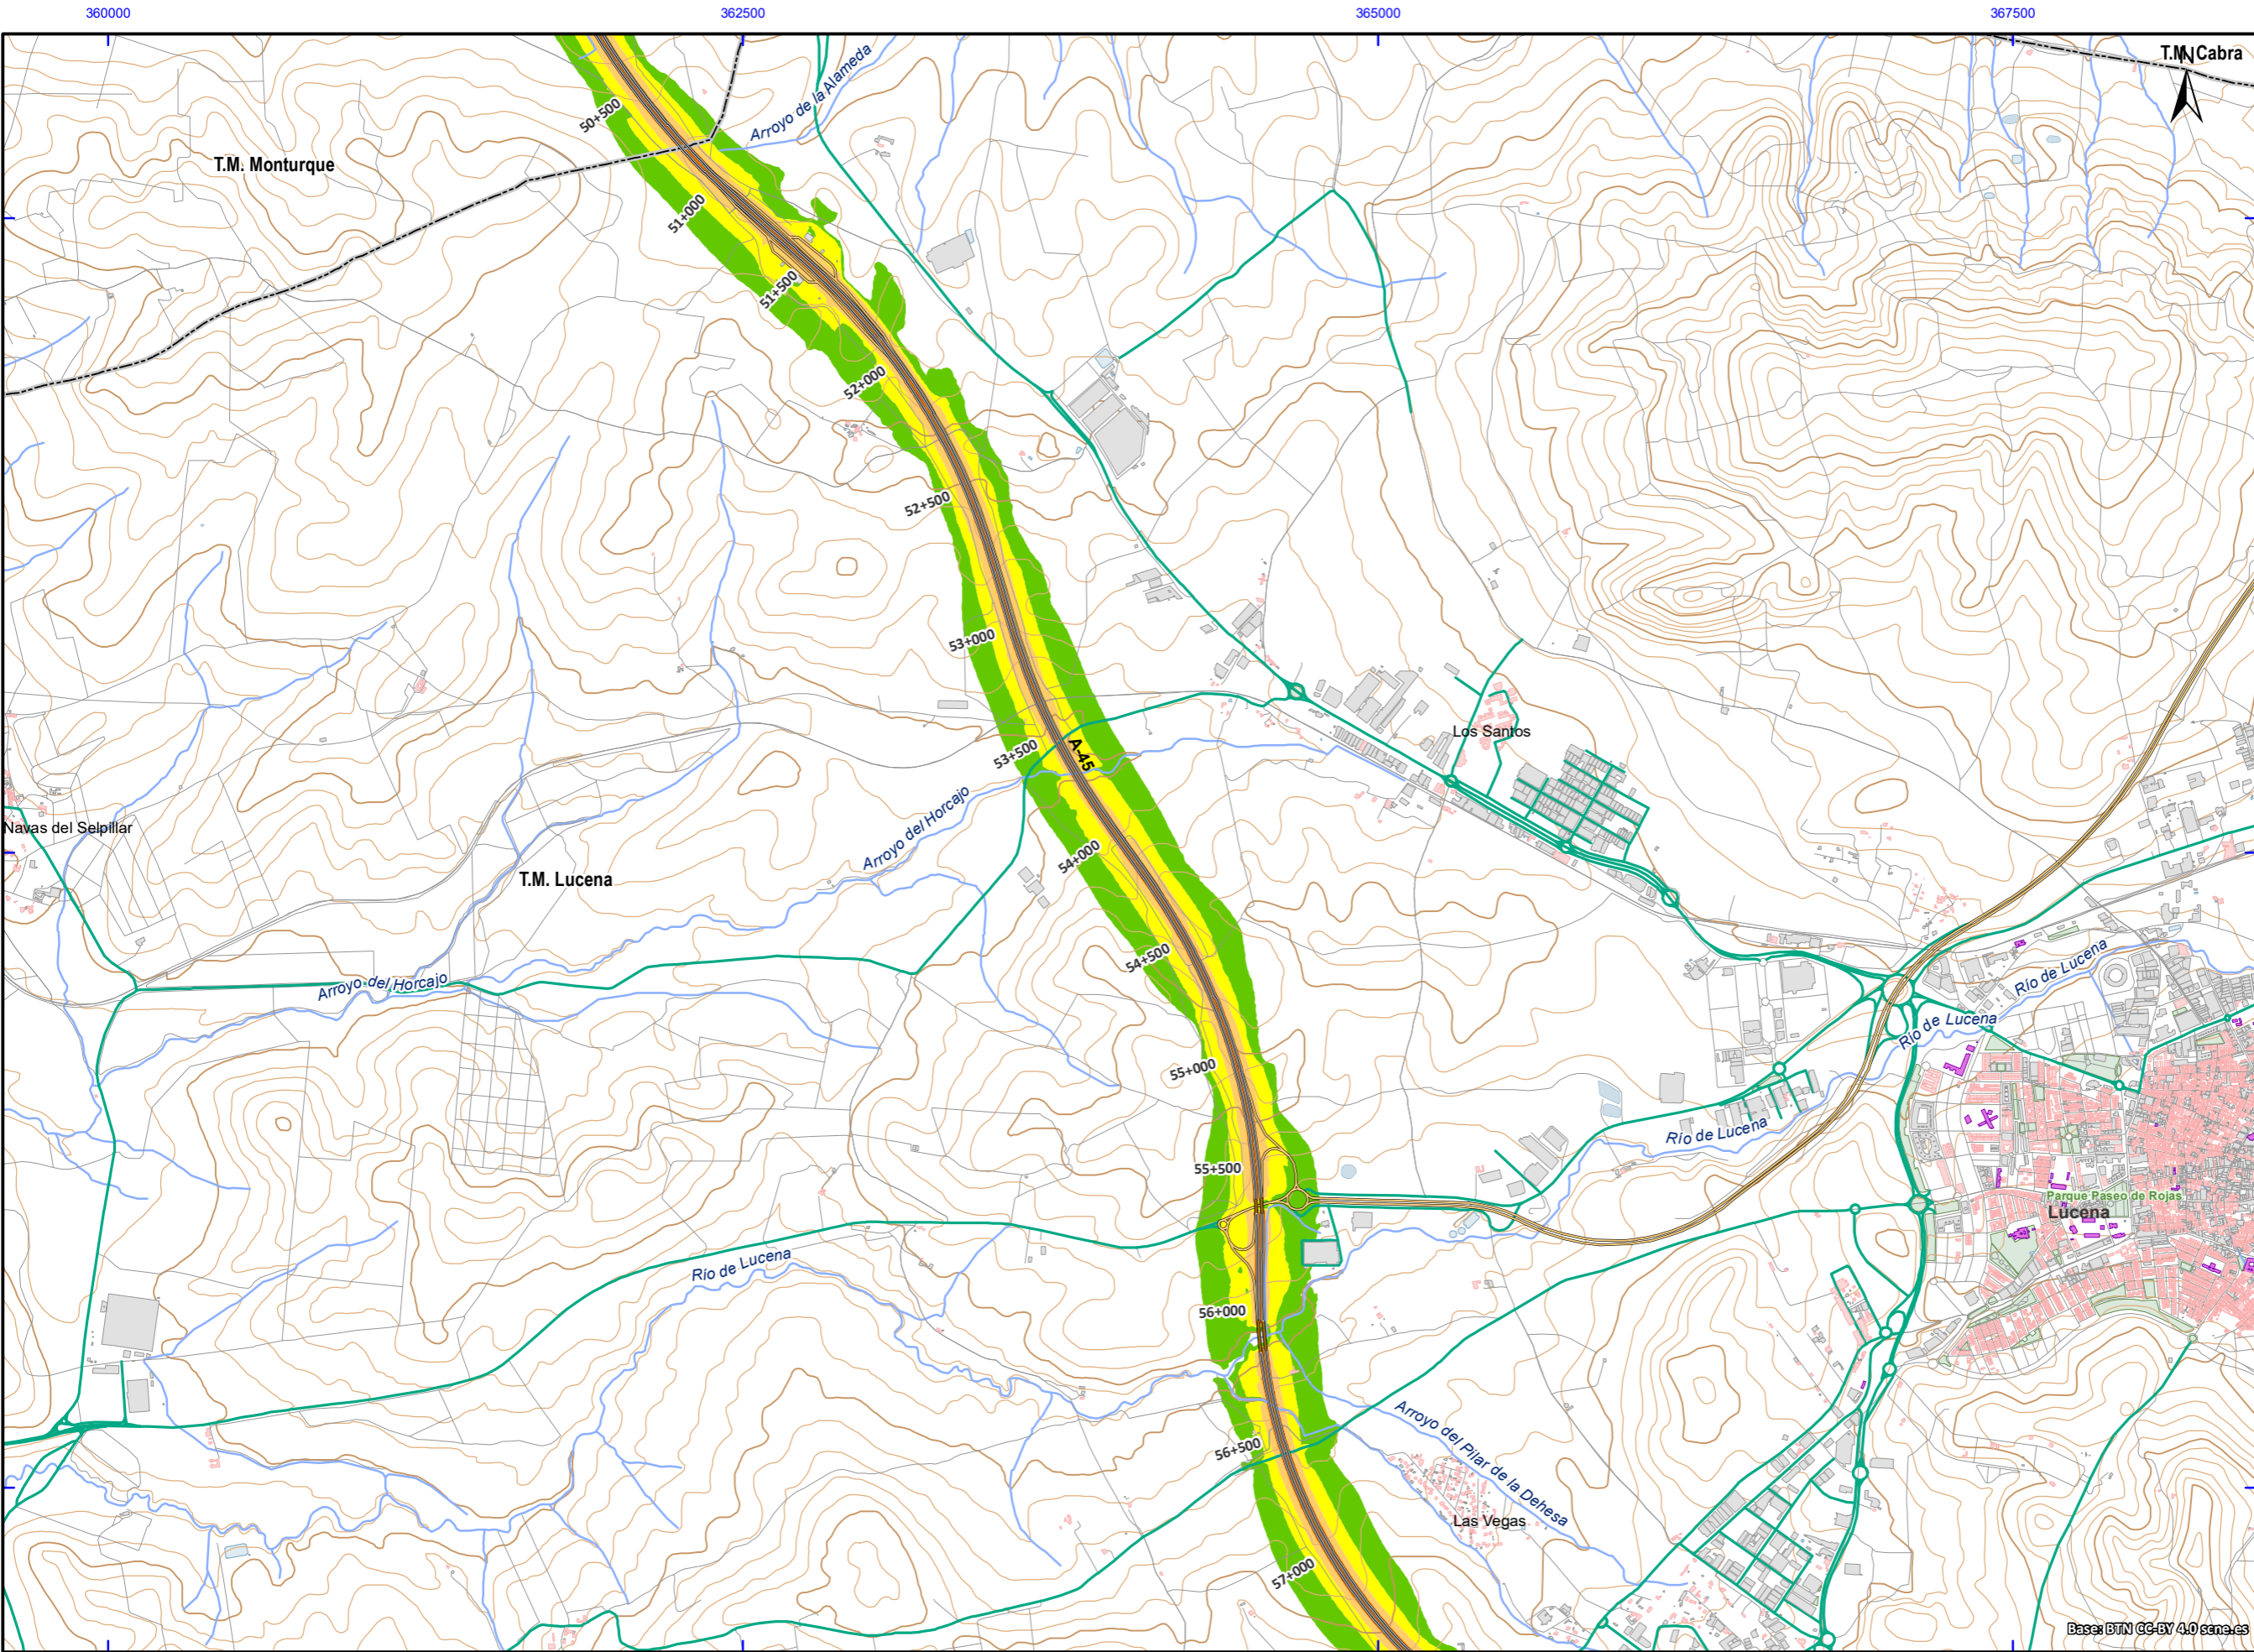 360000
362500
365000
367500
T.M. Cabra
N
Arroyo de la Alameda
50+500
T.M. Monturque
51+000
51+500
52+000
52+500
53+000
Los Santos
A-45
53+500
Arroyo del Horcajo
Navas del Selpillar
54+000
T.M. Lucena
54+500
Río de Lucena
Arroyo del Horcajo
Río de Lucena
55+000
Río de Lucena
55+500
Parque Paseo de Rojas
Lucena
Río de Lucena
56+000
Arroyo del Pilar de la Dehesa
56+500
Las Vegas
57+000
Base: BTN CC-BY 4.0 scne.es